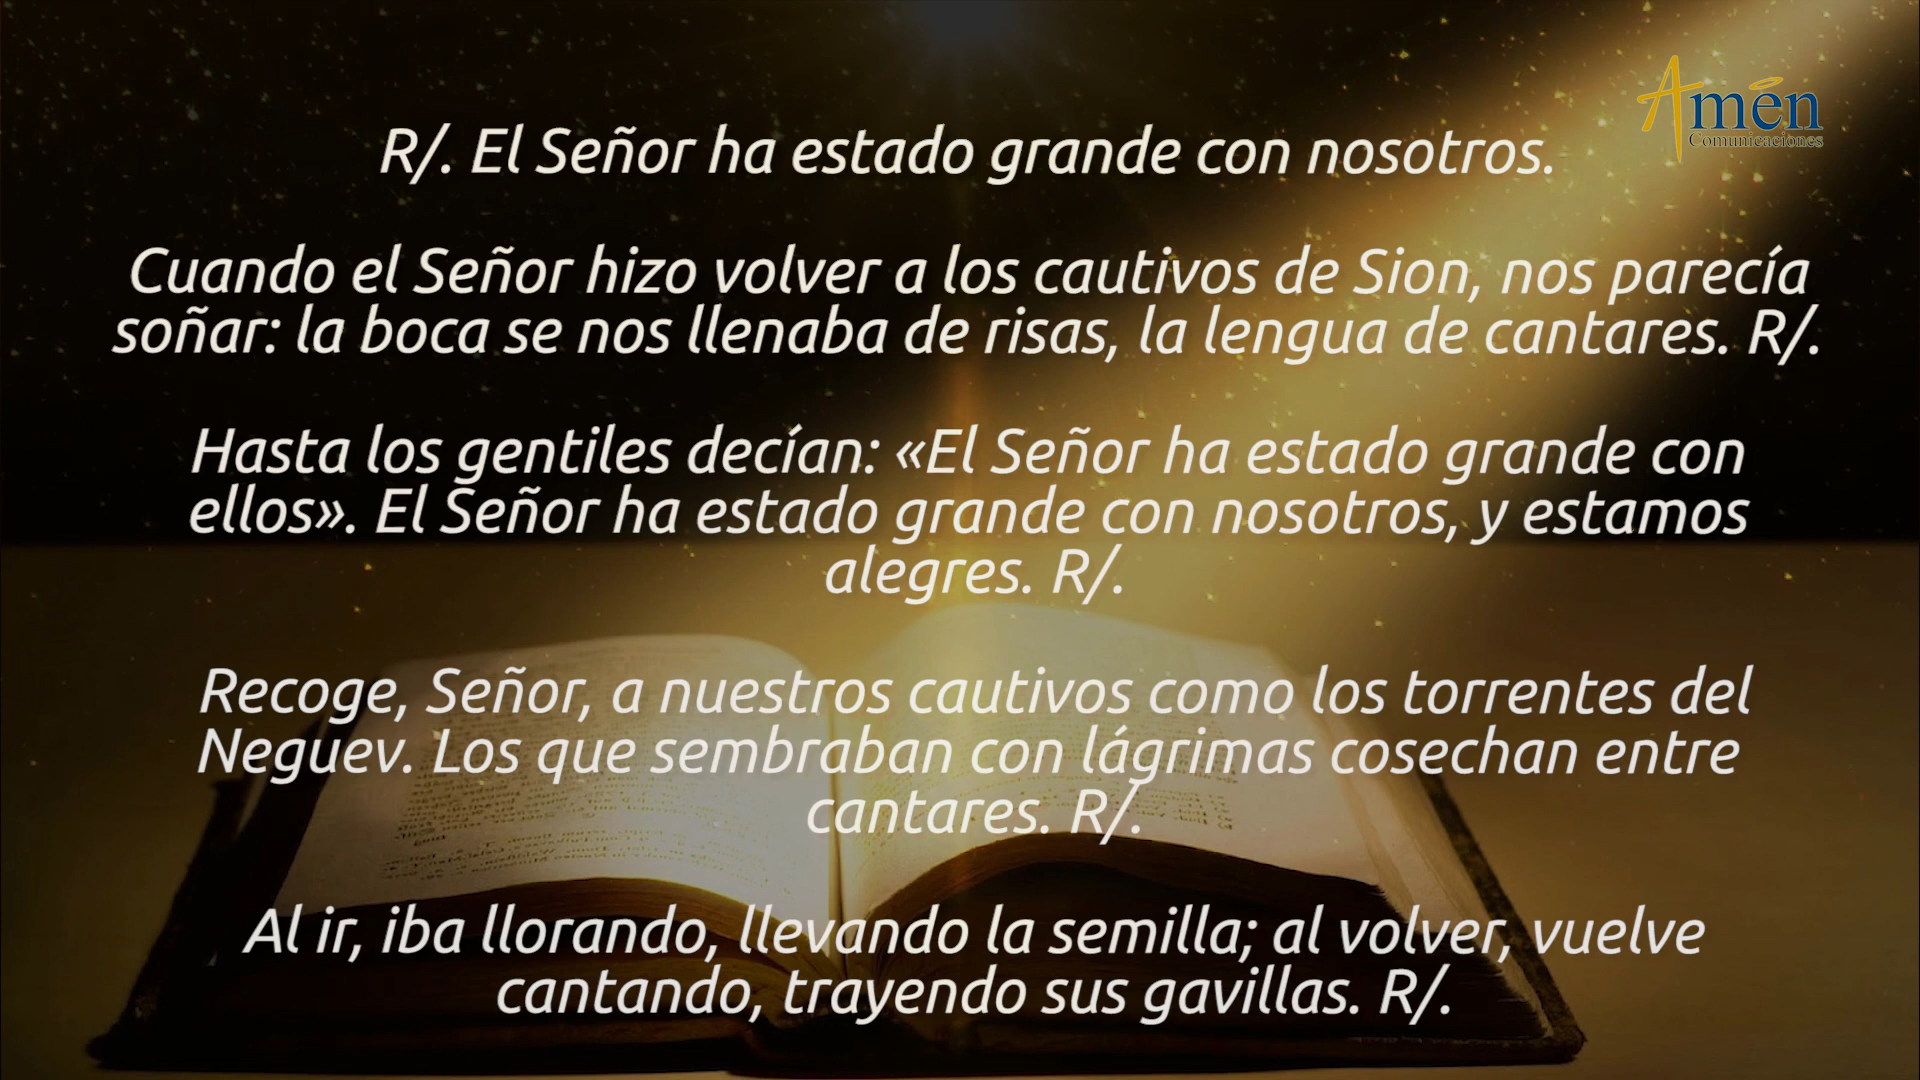 Amén
Comunicaciones
R/. El Señor ha estado grande con nosotros.
Cuando el Señor hizo volver a los cautivos de Sion, nos parecía
soñar: la boca se nos llenaba de risas, la lengua de cantares. R/.
Hasta los gentiles decían: «El Señor ha estado grande con
ellos». El Señor ha estado grande con nosotros, y estamos
alegres. R/.
Recoge, Señor, a nuestros cautivos como los torrentes del
Neguev. Los que sembraban con lágrimas cosechan entre
cantares. R/.
Al ir, iba llorando, llevando la semilla; al volver, vuelve
cantando, trayendo sus gavillas. R/.